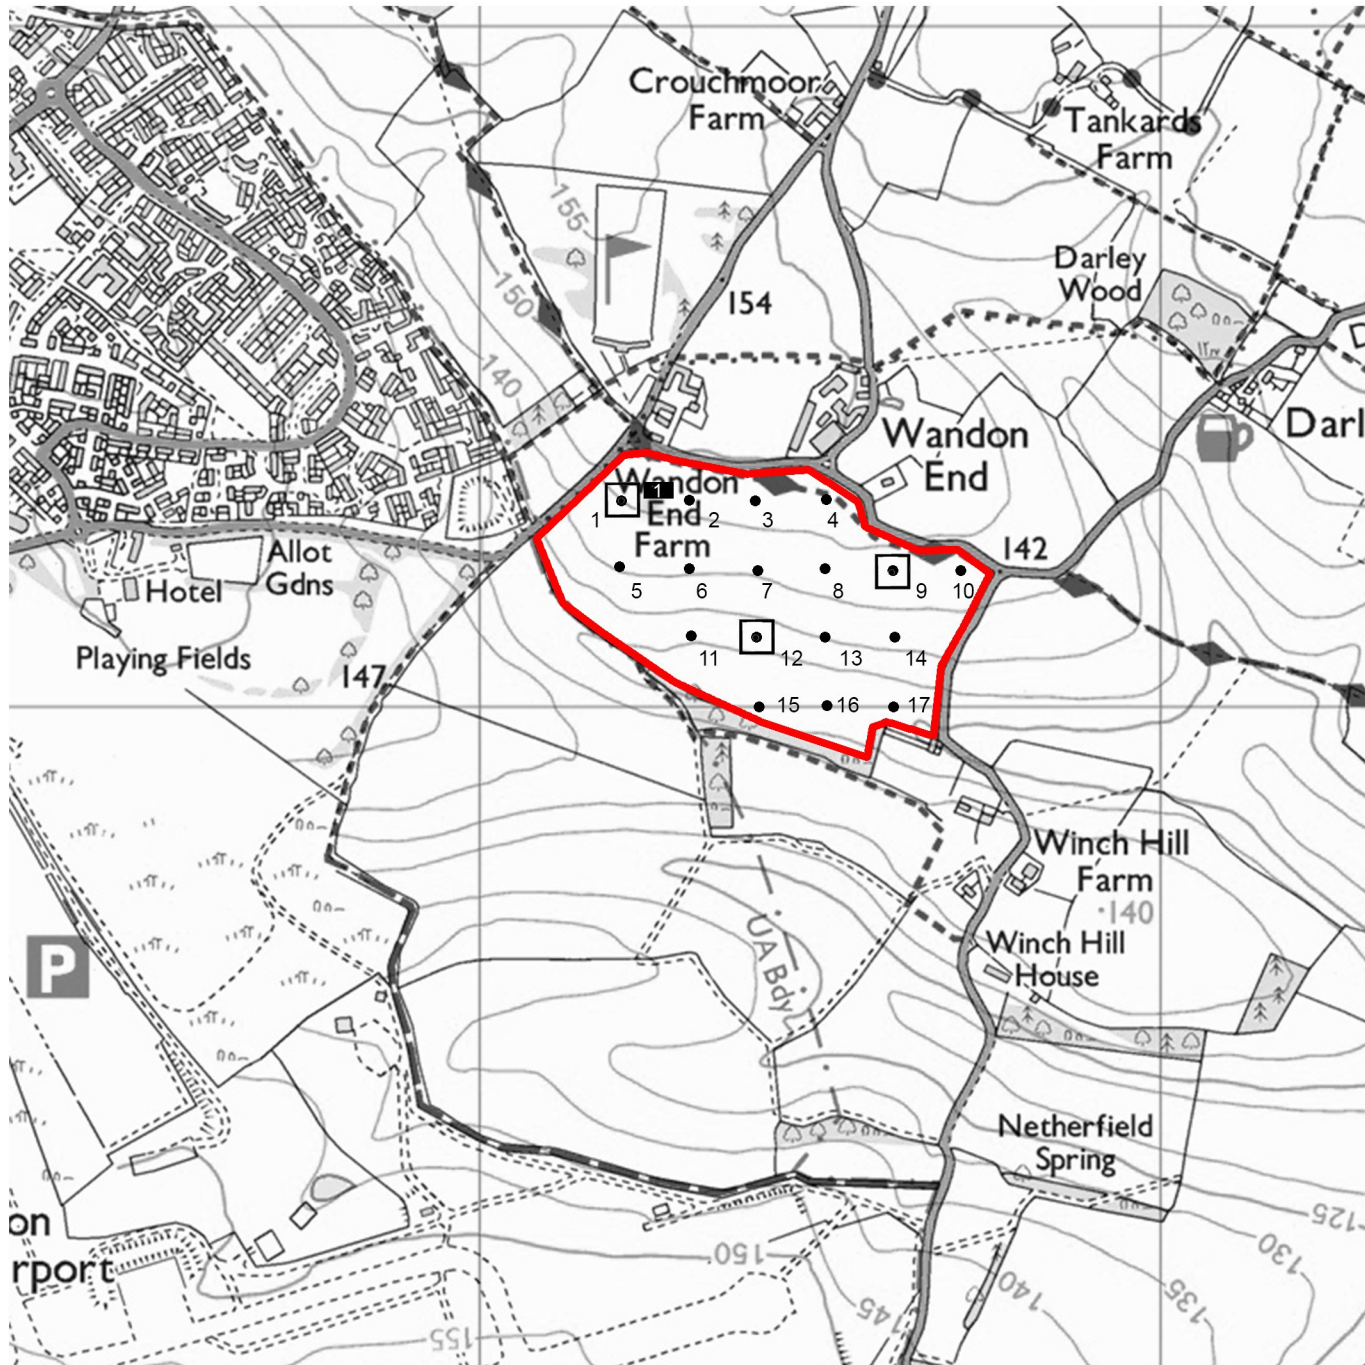 Crouchmoor
Farm
Tankards
Farm
155
Darley
Wood
150
154
140
Wandon
End
Darl
Wandon
End
Farm
1
1
2
3
4
142
Allot
Gdns
Hotel
5
6
7
8
9
10
Playing Fields
147
11
12
13
14
15
16
17
Winch Hill
Farm
·140
P
UA Bdy
Winch Hill
House
Netherfield
Spring
on
rport
150
125
130
135
140
45
155